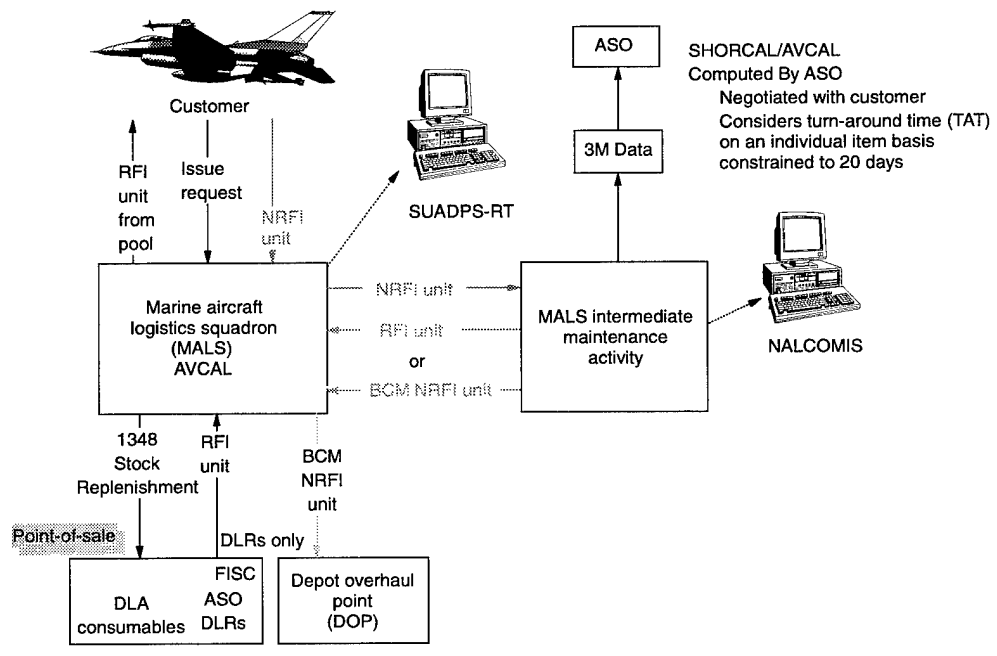 Customer
RFI
unit
from
pool
Issue
request
NRFI
unit
SUADPS-RT
ASO
3M Data
SHORCAL/AVCAL
Computed By ASO
Negotiated with customer
Considers turn-around time (TAT)
on an individual item basis
constrained to 20 days
Marine aircraft
logistics squadron
(MALS)
AVCAL
NRFI unit
RFI unit
or
BCM NRFI unit
MALS intermediate
maintenance
activity
NALCOMIS
1348
Stock
Replenishment
RFI
unit
BCM
NRFI
unit
Point-of-sale
DLRs only
DLA
consumables
FISC
ASO
DLRs
Depot overhaul
point
(DOP)